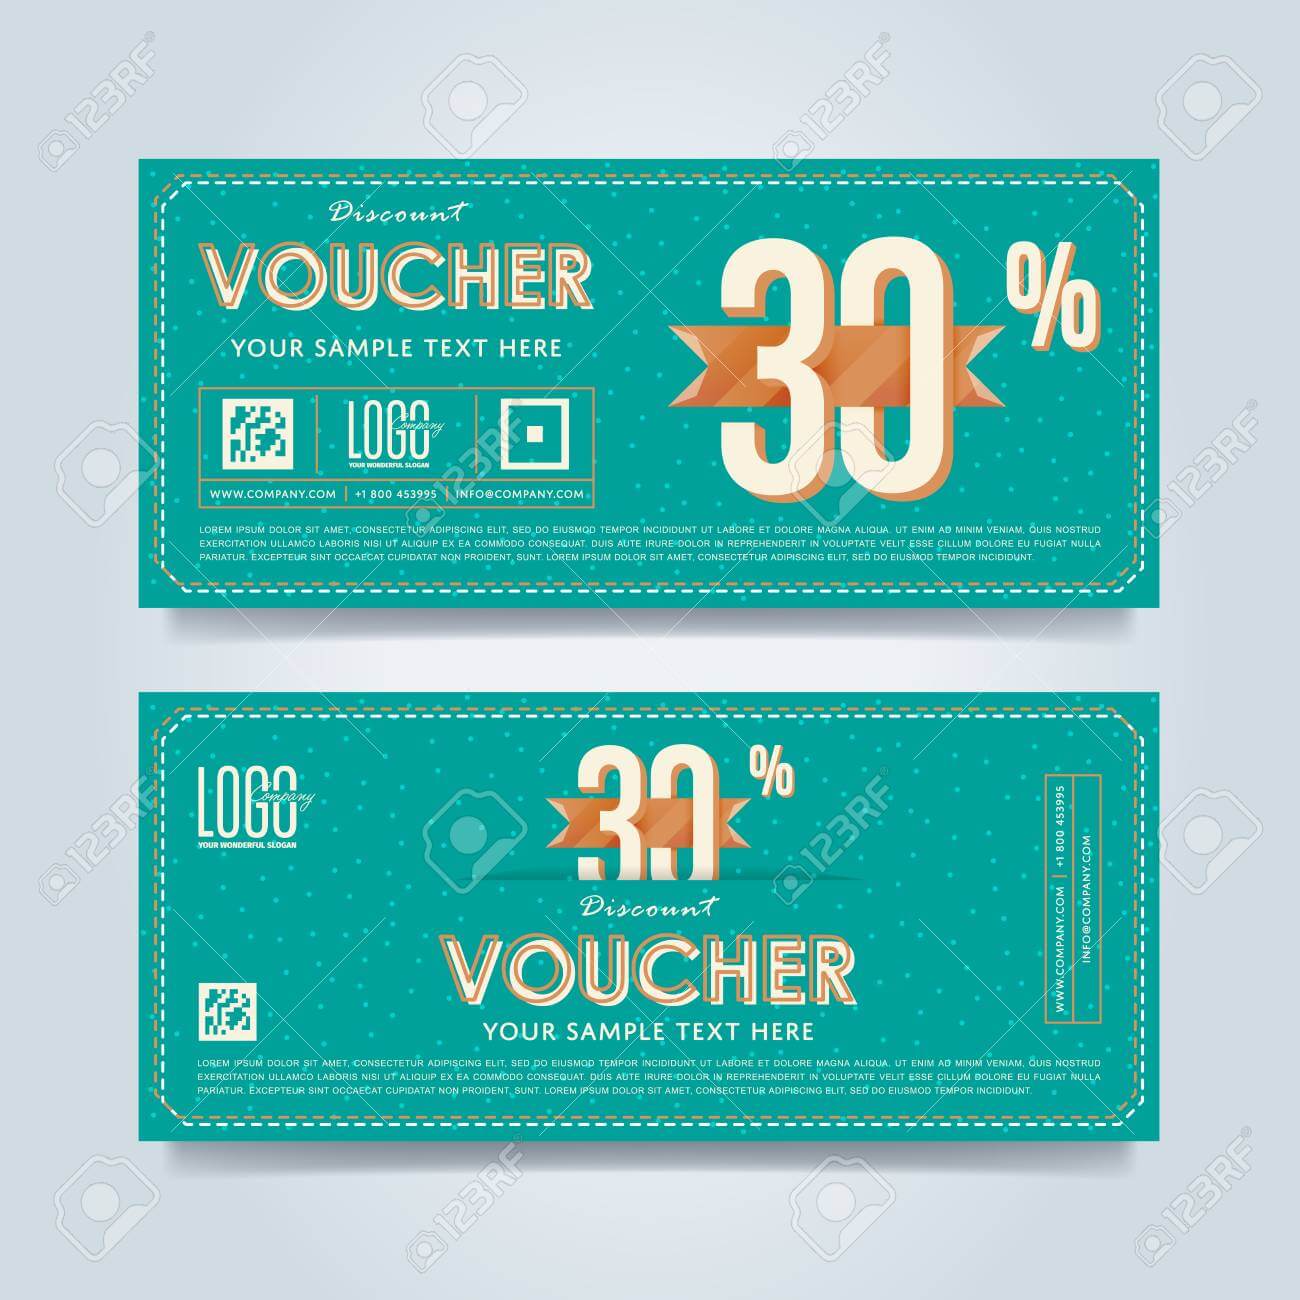 Discount
VOUCHER
YOUR SAMPLE TEXT HERE
30%
LOGO
Company
YOUR WONDERFUL SLOGAN
WWW.COMPANY.COM | +1 800 453995 | INFO@COMPANY.COM
LOREM IPSUM DOLOR SIT AMET, CONSECTETUR ADIPISCING ELIT, SED DO EIUSMOD TEMPOR INCIDIDUNT UT LABORE ET DOLORE MAGNA ALIQUA, UT ENIM AD MINIM VENIAM, QUIS NOSTRUD
EXERCITATION ULLAMCO LABORIS NISI UT ALIQUIP EX EA COMMODO CONSEQUAT. DUIS AUTE IRURE DOLOR IN REPREHENDERIT IN VOLUPTATE VELIT ESSE CILLUM DOLORE EU FUGIAT NULLA
PARIATUR. EXCEPTEUR SINT OCCAECAT CUPIDATAT NON PROIDENT, SUNT IN CULPA. LOREM IPSUM DOLOR SIT AMET, CONSECTETUR ADIPISCING ELIT, SED DO EIUSMOD TEMPOR INCIDIDUNT.
LOGO
Company
YOUR WONDERFUL SLOGAN
30%
Discount
VOUCHER
YOUR SAMPLE TEXT HERE
WWW.COMPANY.COM | +1 800 453995
INFO@COMPANY.COM
LOREM IPSUM DOLOR SIT AMET, CONSECTETUR ADIPISCING ELIT, SED DO EIUSMOD TEMPOR INCIDIDUNT UT LABORE ET DOLORE MAGNA ALIQUA, UT ENIM AD MINIM VENIAM, QUIS NOSTRUD
EXERCITATION ULLAMCO LABORIS NISI UT ALIQUIP EX EA COMMODO CONSEQUAT. DUIS AUTE IRURE DOLOR IN REPREHENDERIT IN VOLUPTATE VELIT ESSE CILLUM DOLORE EU FUGIAT NULLA
PARIATUR. EXCEPTEUR SINT OCCAECAT CUPIDATAT NON PROIDENT, SUNT IN CULPA. LOREM IPSUM DOLOR SIT AMET, CONSECTETUR ADIPISCING ELIT, SED DO EIUSMOD TEMPOR INCIDIDUNT.
123RF